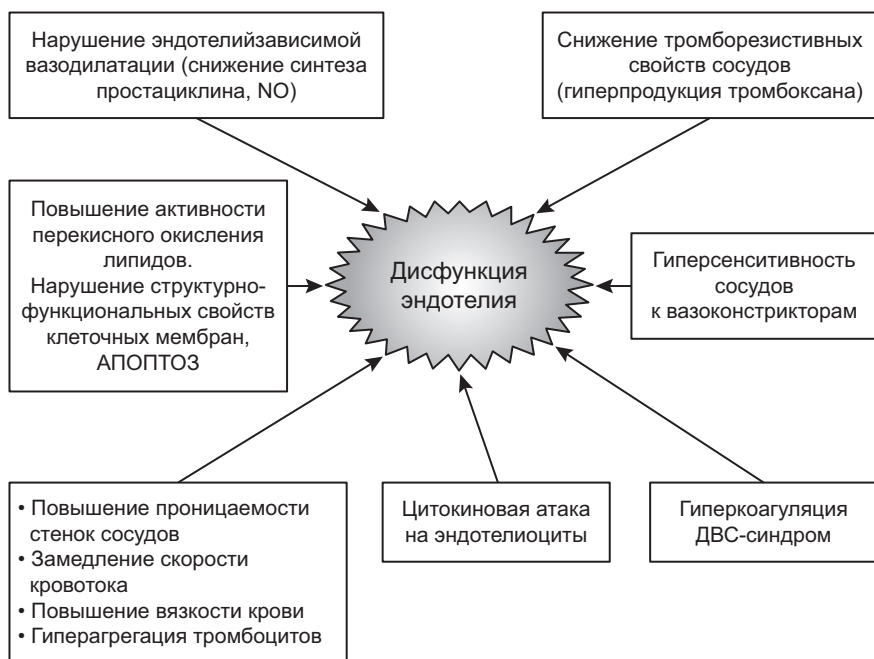 Нарушение эндотелийзависимой
вазодилатации (снижение синтеза
простациклина, NO)
Снижение тромборезистивных
свойств сосудов
(гиперпродукция тромбоксана)
Повышение активности
перекисного окисления
липидов.
Нарушение структурно-
функциональных свойств
клеточных мембран,
АПОПТОЗ
Дисфункция
эндотелия
Гиперсенситивность
сосудов
к вазоконстрикторам
• Повышение проницаемости
стенок сосудов
• Замедление скорости
кровотока
• Повышение вязкости крови
• Гиперагрегация тромбоцитов
Цитокиновая атака
на эндотелиоциты
Гиперкоагуляция
ДВС-синдром